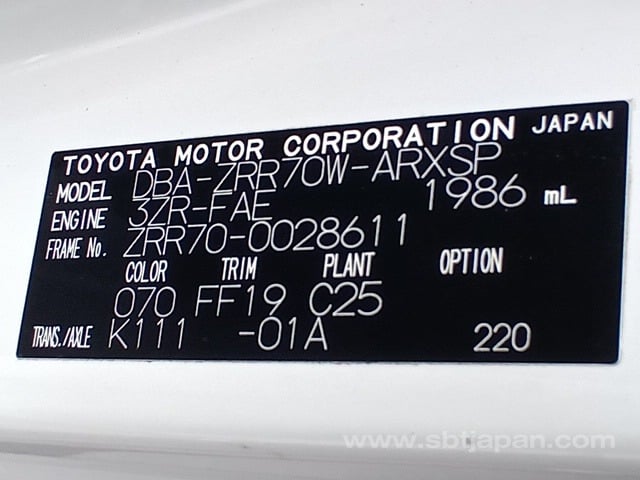 TOYOTA MOTOR CORPORATION JAPAN
MODEL DBA-ZRR70W-ARXSP
ENGINE 3ZR-FAE 1986 mL
FRAME No. ZRR70-0028611
COLOR TRIM PLANT OPTION
070 FF19 C25
TRANS./AXLE K111 -01A 220
www.sbtjapan.com